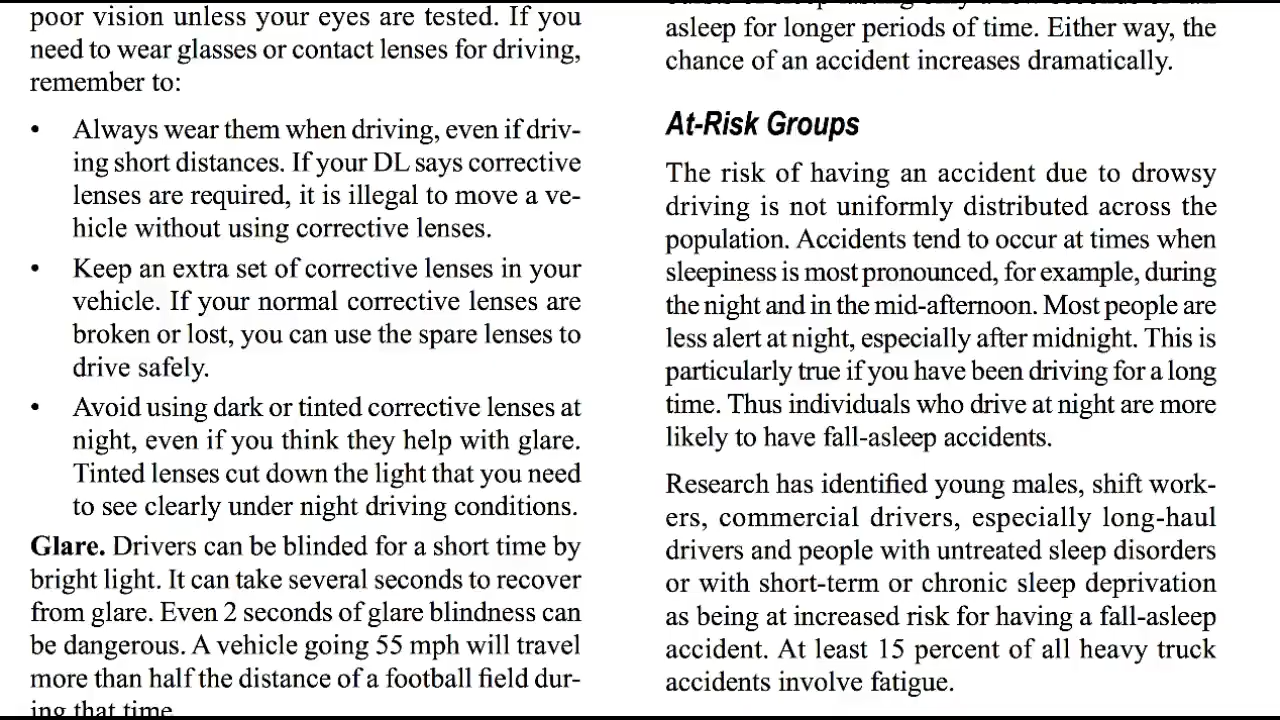 poor vision unless your eyes are tested. If you
need to wear glasses or contact lenses for driving,
remember to:
• Always wear them when driving, even if driv-
ing short distances. If your DL says corrective
lenses are required, it is illegal to move a ve-
hicle without using corrective lenses.
• Keep an extra set of corrective lenses in your
vehicle. If your normal corrective lenses are
broken or lost, you can use the spare lenses to
drive safely.
• Avoid using dark or tinted corrective lenses at
night, even if you think they help with glare.
Tinted lenses cut down the light that you need
to see clearly under night driving conditions.
Glare. Drivers can be blinded for a short time by
bright light. It can take several seconds to recover
from glare. Even 2 seconds of glare blindness can
be dangerous. A vehicle going 55 mph will travel
more than half the distance of a football field dur-
ing that time.
asleep for longer periods of time. Either way, the
chance of an accident increases dramatically.
At-Risk Groups
The risk of having an accident due to drowsy
driving is not uniformly distributed across the
population. Accidents tend to occur at times when
sleepiness is most pronounced, for example, during
the night and in the mid-afternoon. Most people are
less alert at night, especially after midnight. This is
particularly true if you have been driving for a long
time. Thus individuals who drive at night are more
likely to have fall-asleep accidents.
Research has identified young males, shift work-
ers, commercial drivers, especially long-haul
drivers and people with untreated sleep disorders
or with short-term or chronic sleep deprivation
as being at increased risk for having a fall-asleep
accident. At least 15 percent of all heavy truck
accidents involve fatigue.